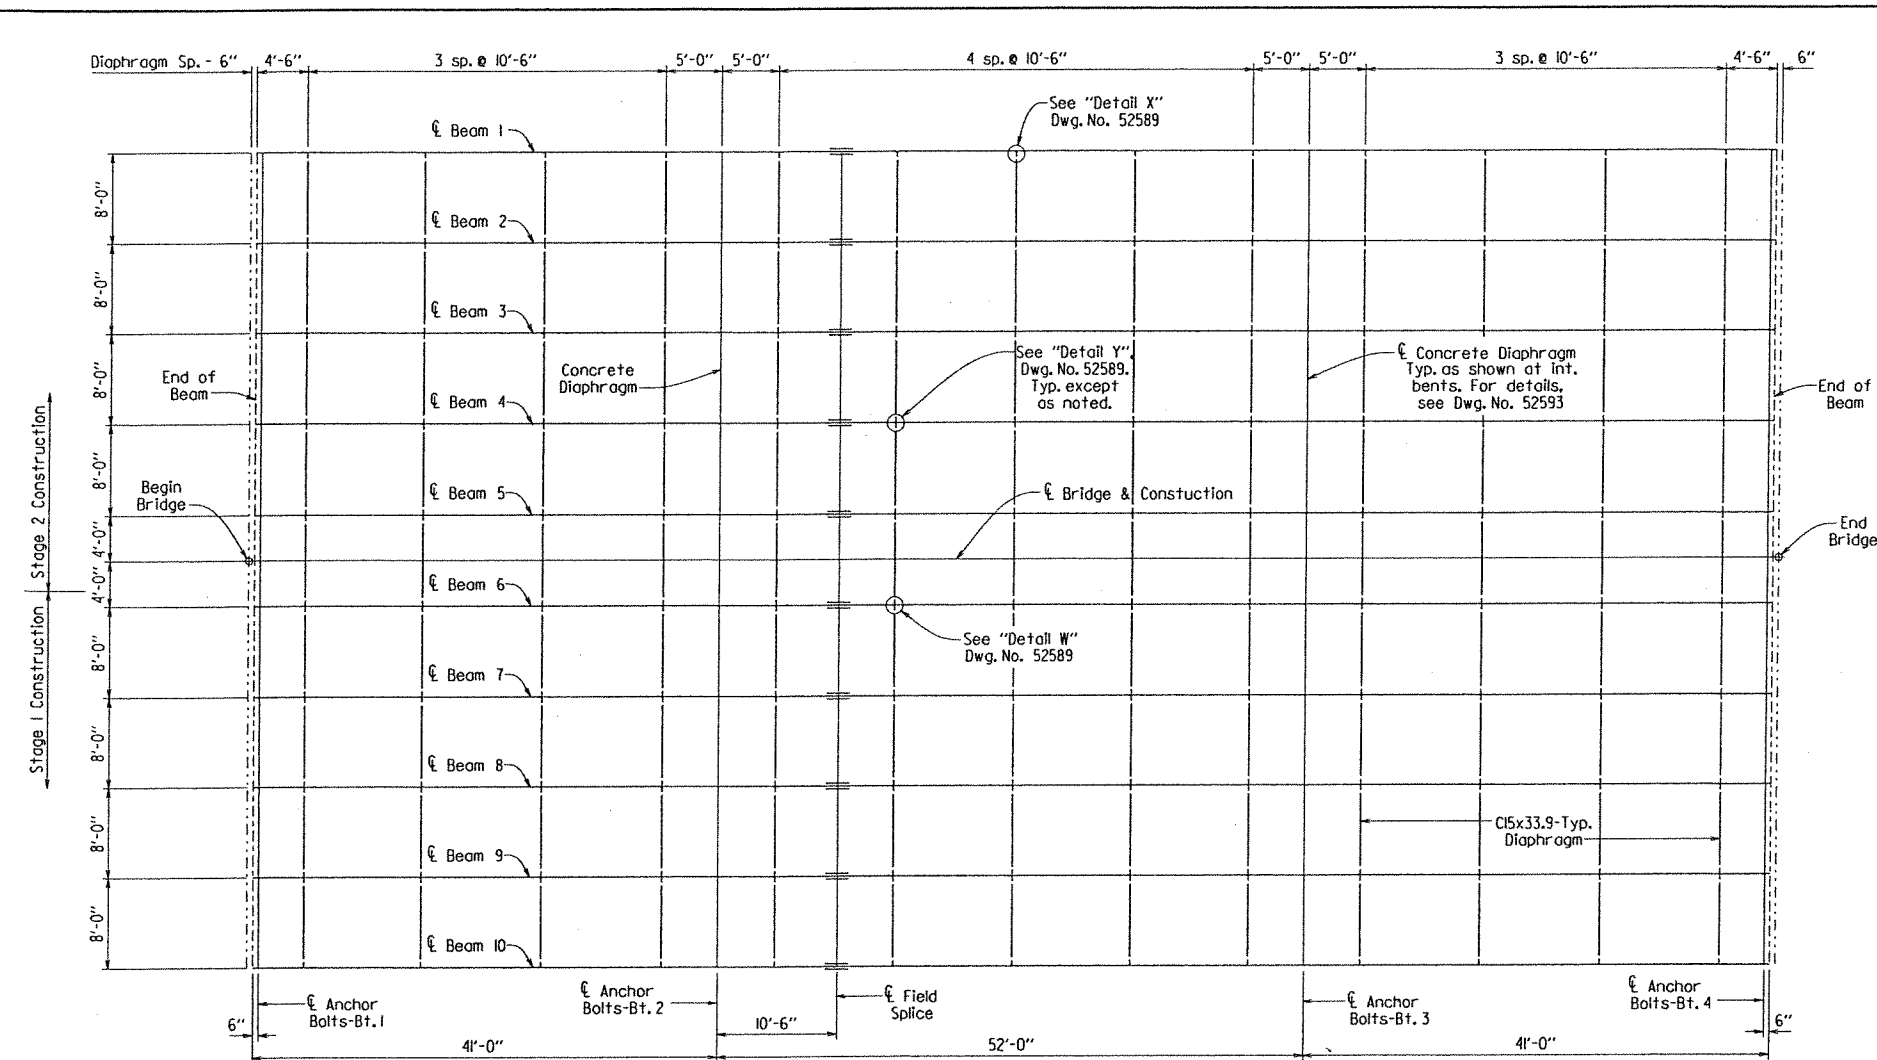 Diaphragm Sp. - 6" 4'-6" 3 sp. @ 10'-6" 5'-0" 5'-0" 4 sp. @ 10'-6" 5'-0" 5'-0" 3 sp. @ 10'-6" 4'-6" 6"
See "Detail X"
Dwg. No. 52589
℄ Beam 1
8'-0"
℄ Beam 2
8'-0"
℄ Beam 3
8'-0"
End of
Beam
Concrete
Diaphragm
See "Detail Y",
Dwg. No. 52589.
Typ. except
as noted.
℄ Concrete Diaphragm
Typ. as shown at int.
bents. For details,
see Dwg. No. 52593
End of
Beam
℄ Beam 4
8'-0"
Stage 2 Construction
Begin
Bridge
℄ Beam 5
℄ Bridge & Constuction
4'-0"
End
Bridge
4'-0"
℄ Beam 6
See "Detail W"
Dwg. No. 52589
Stage 1 Construction
8'-0"
℄ Beam 7
8'-0"
℄ Beam 8
8'-0"
C15x33.9-Typ.
Diaphragm
℄ Beam 9
8'-0"
℄ Beam 10
℄ Anchor
Bolts-Bt. 1
℄ Anchor
Bolts-Bt. 2
℄ Field
Splice
℄ Anchor
Bolts-Bt. 3
℄ Anchor
Bolts-Bt. 4
6" 10'-6" 6"
41'-0" 52'-0" 41'-0"